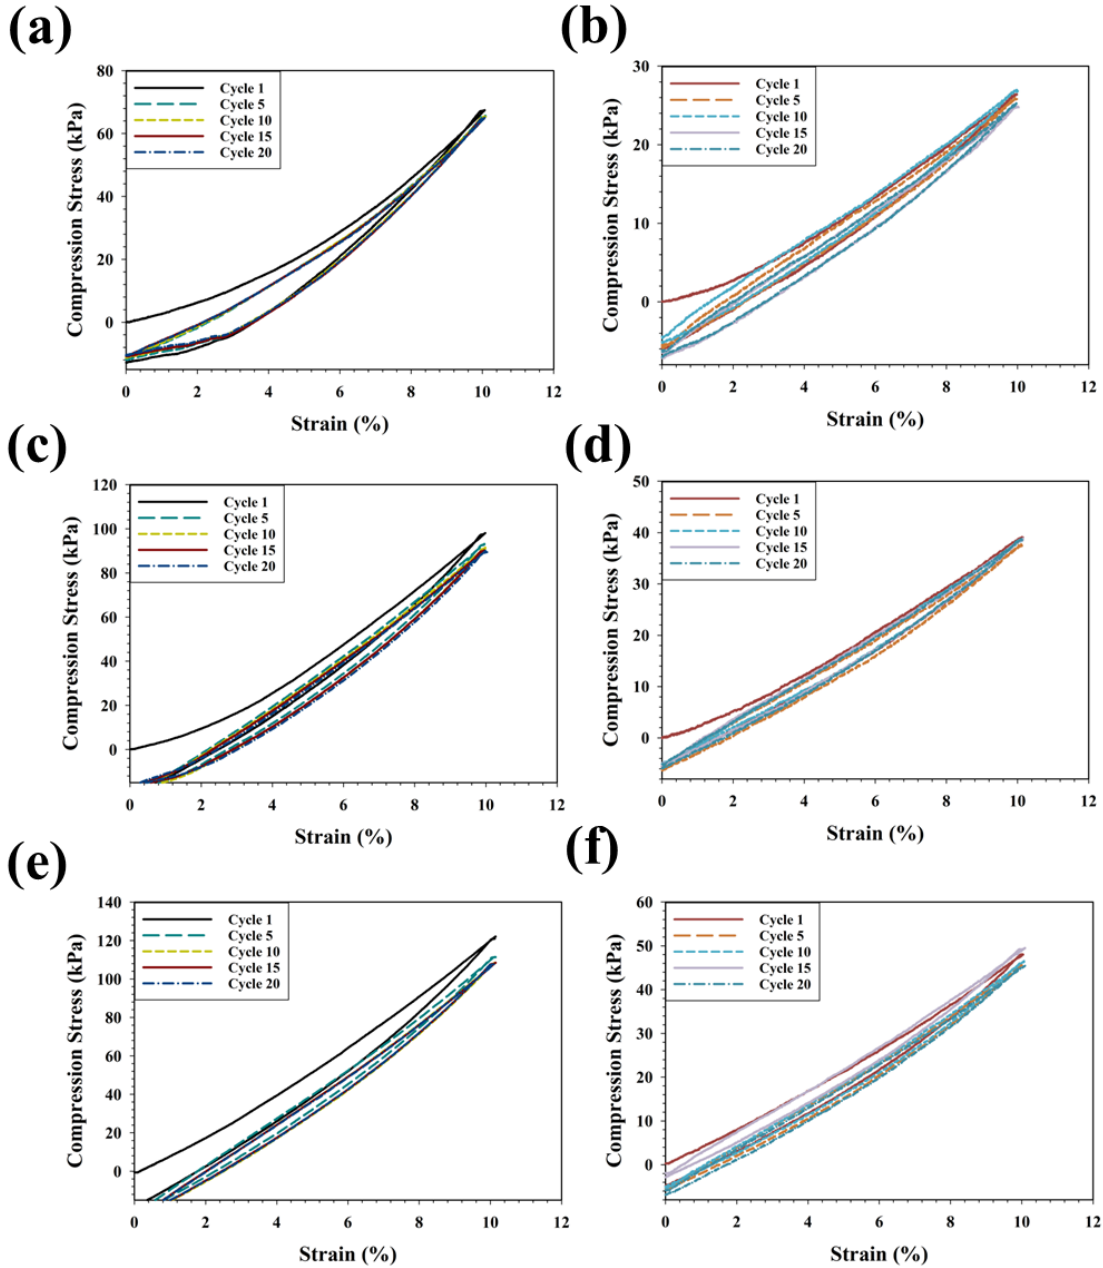 (a)
(b)
80
60
40
20
0
0 2 4 6 8 10 12
Compression Stress (kPa)
Strain (%)
Cycle 1
Cycle 5
Cycle 10
Cycle 15
Cycle 20
30
20
10
0
0 2 4 6 8 10 12
Compression Stress (kPa)
Strain (%)
Cycle 1
Cycle 5
Cycle 10
Cycle 15
Cycle 20
(c)
(d)
120
100
80
60
40
20
0
0 2 4 6 8 10 12
Compression Stress (kPa)
Strain (%)
Cycle 1
Cycle 5
Cycle 10
Cycle 15
Cycle 20
50
40
30
20
10
0
0 2 4 6 8 10 12
Compression Stress (kPa)
Strain (%)
Cycle 1
Cycle 5
Cycle 10
Cycle 15
Cycle 20
(e)
(f)
140
120
100
80
60
40
20
0
0 2 4 6 8 10 12
Compression Stress (kPa)
Strain (%)
Cycle 1
Cycle 5
Cycle 10
Cycle 15
Cycle 20
60
50
40
30
20
10
0
0 2 4 6 8 10 12
Compression Stress (kPa)
Strain (%)
Cycle 1
Cycle 5
Cycle 10
Cycle 15
Cycle 20